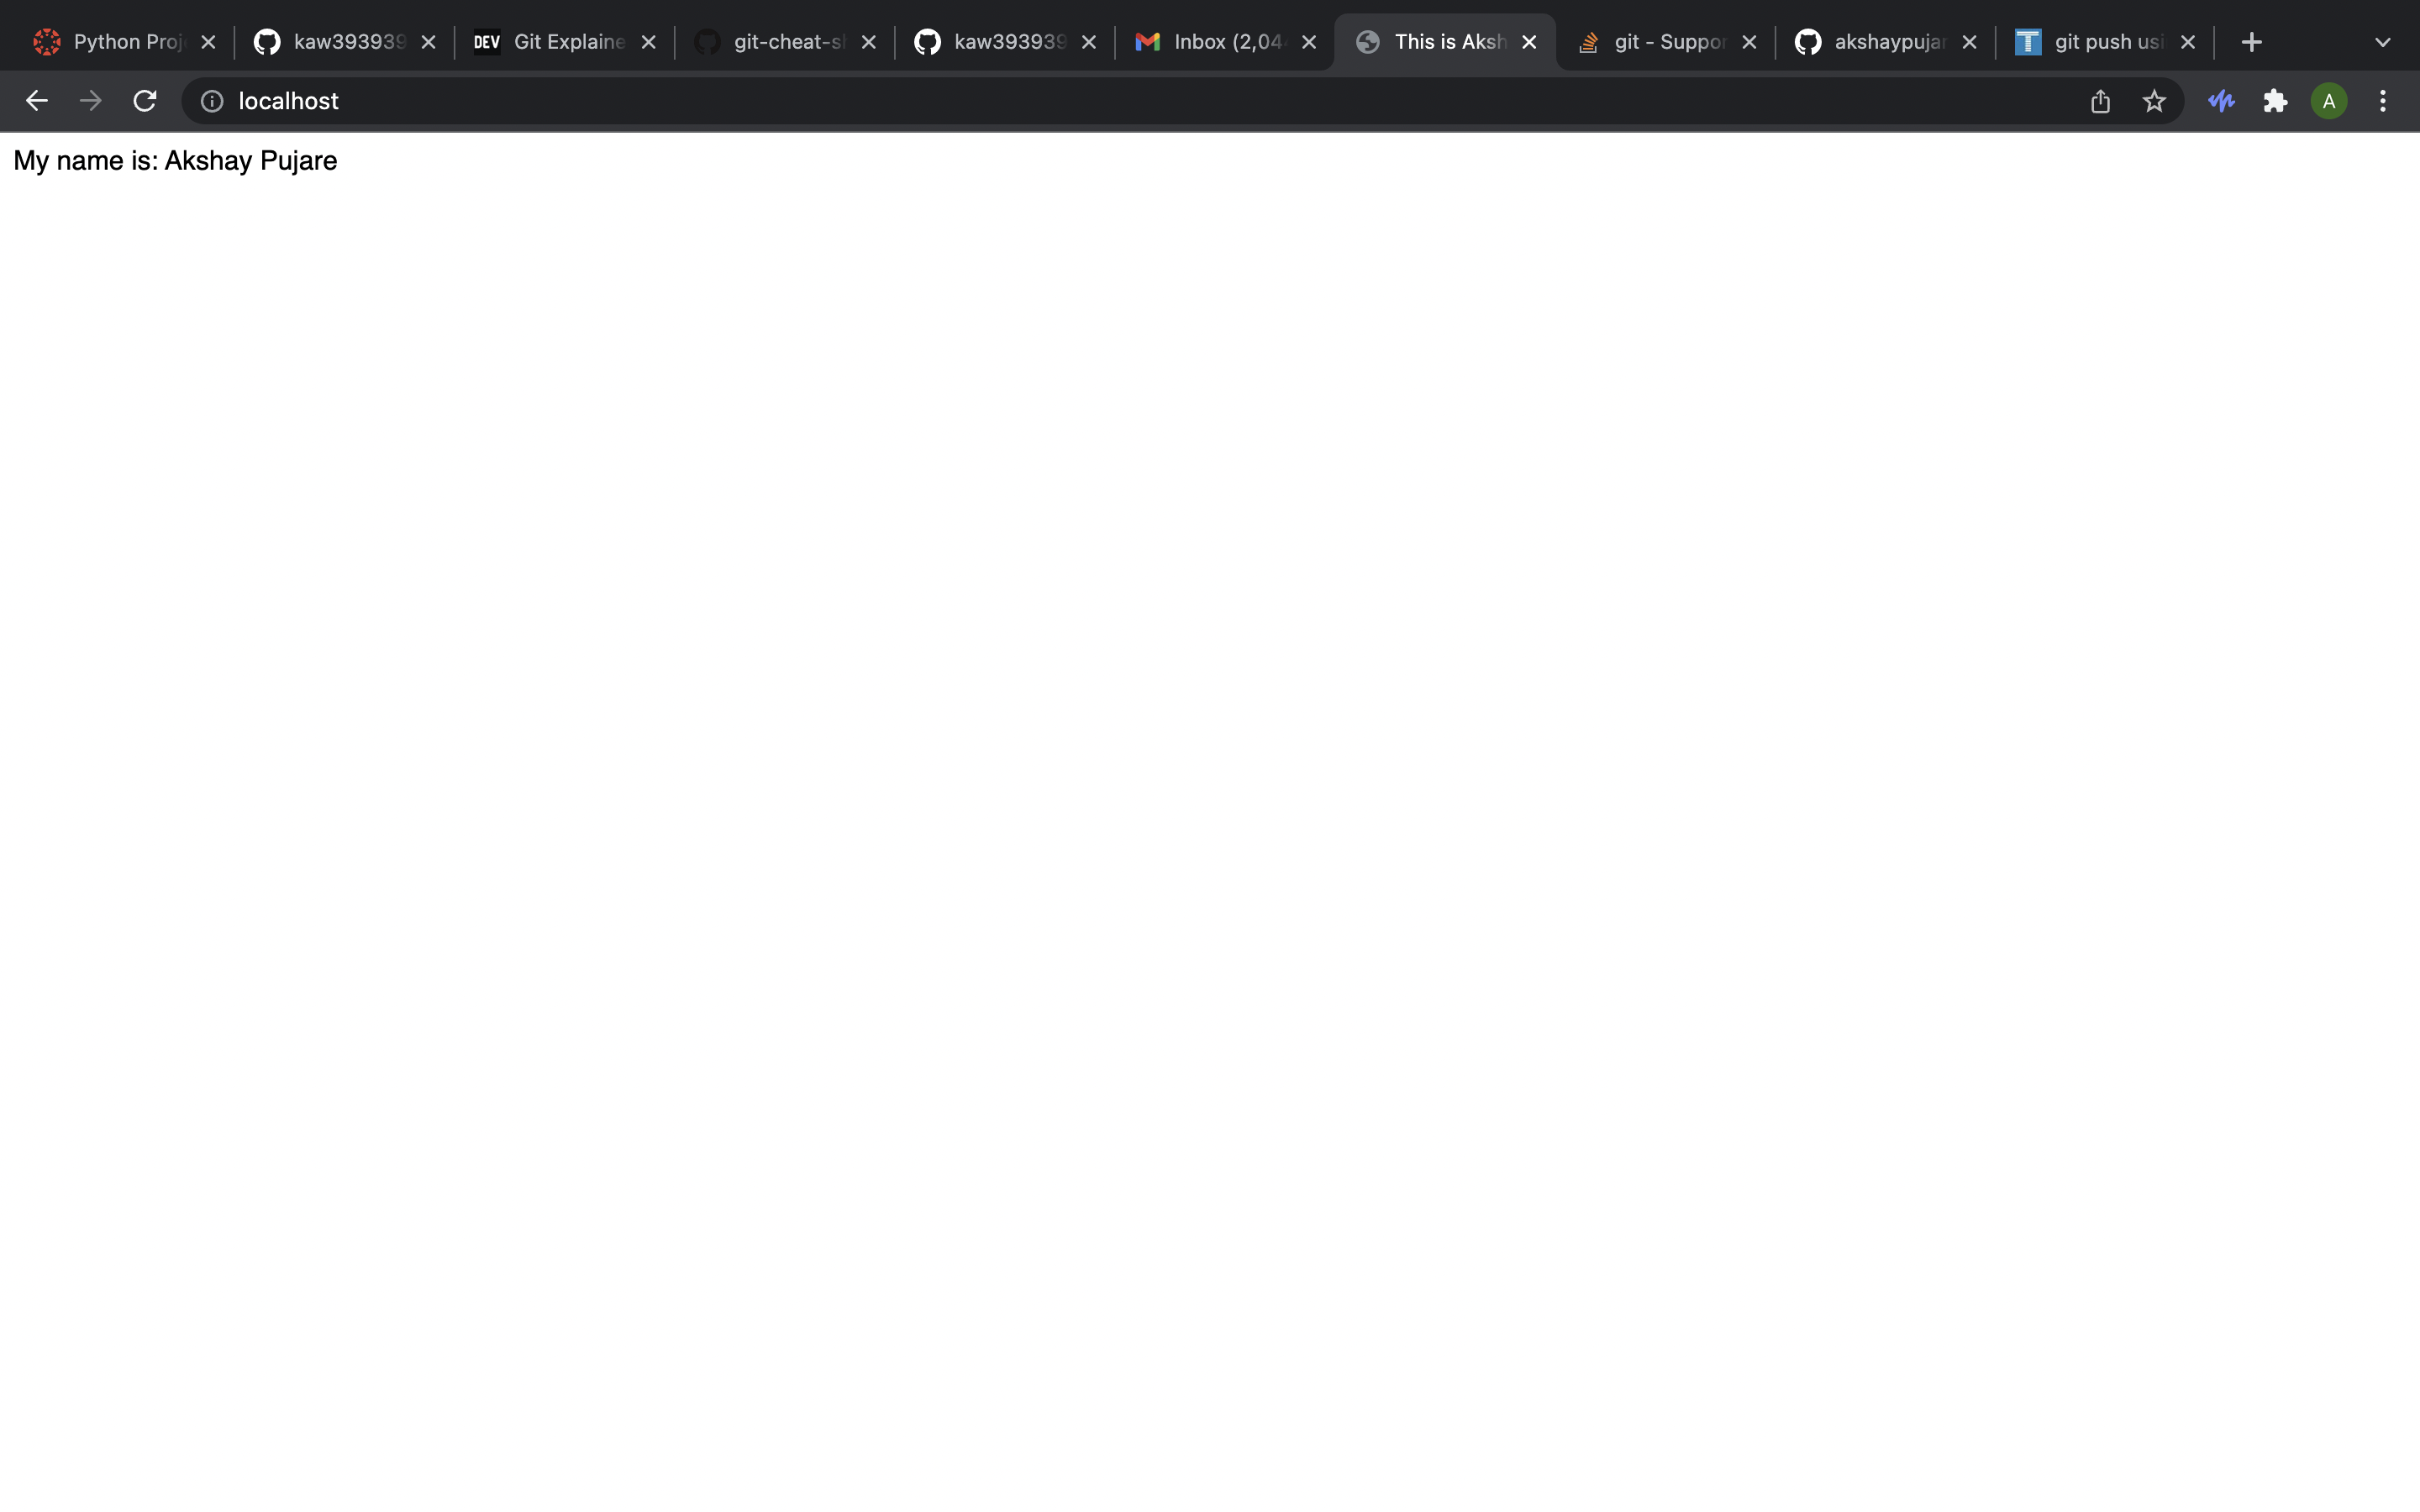 Python Proj
kaw393939
DEV Git Explaine
git-cheat-sh
kaw393939
Inbox (2,04
This is Aksh
git - Suppor
akshaypujar
git push usi
localhost
A
My name is: Akshay Pujare